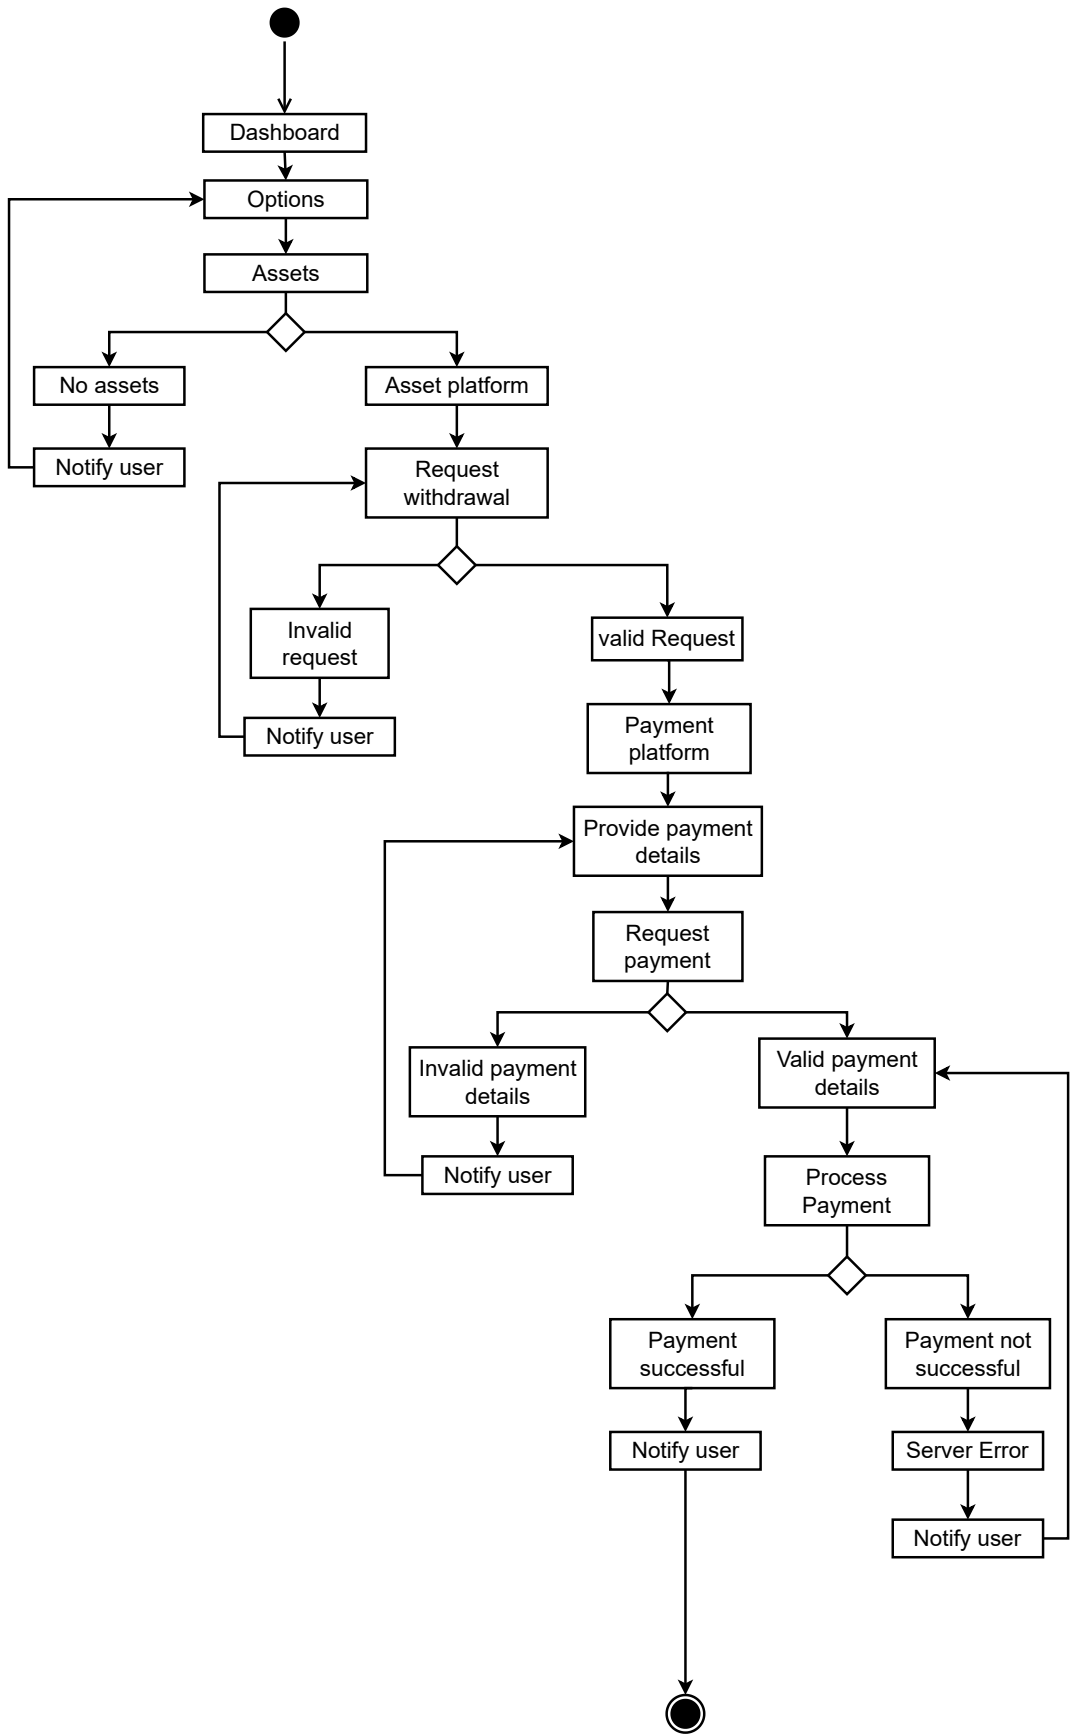 Dashboard
Options
Assets
No assets
Asset platform
Notify user
Request
withdrawal
Invalid
request
valid Request
Notify user
Payment
platform
Provide payment
details
Request
payment
Invalid payment
details
Valid payment
details
Notify user
Process
Payment
Payment
successful
Payment not
successful
Notify user
Server Error
Notify user